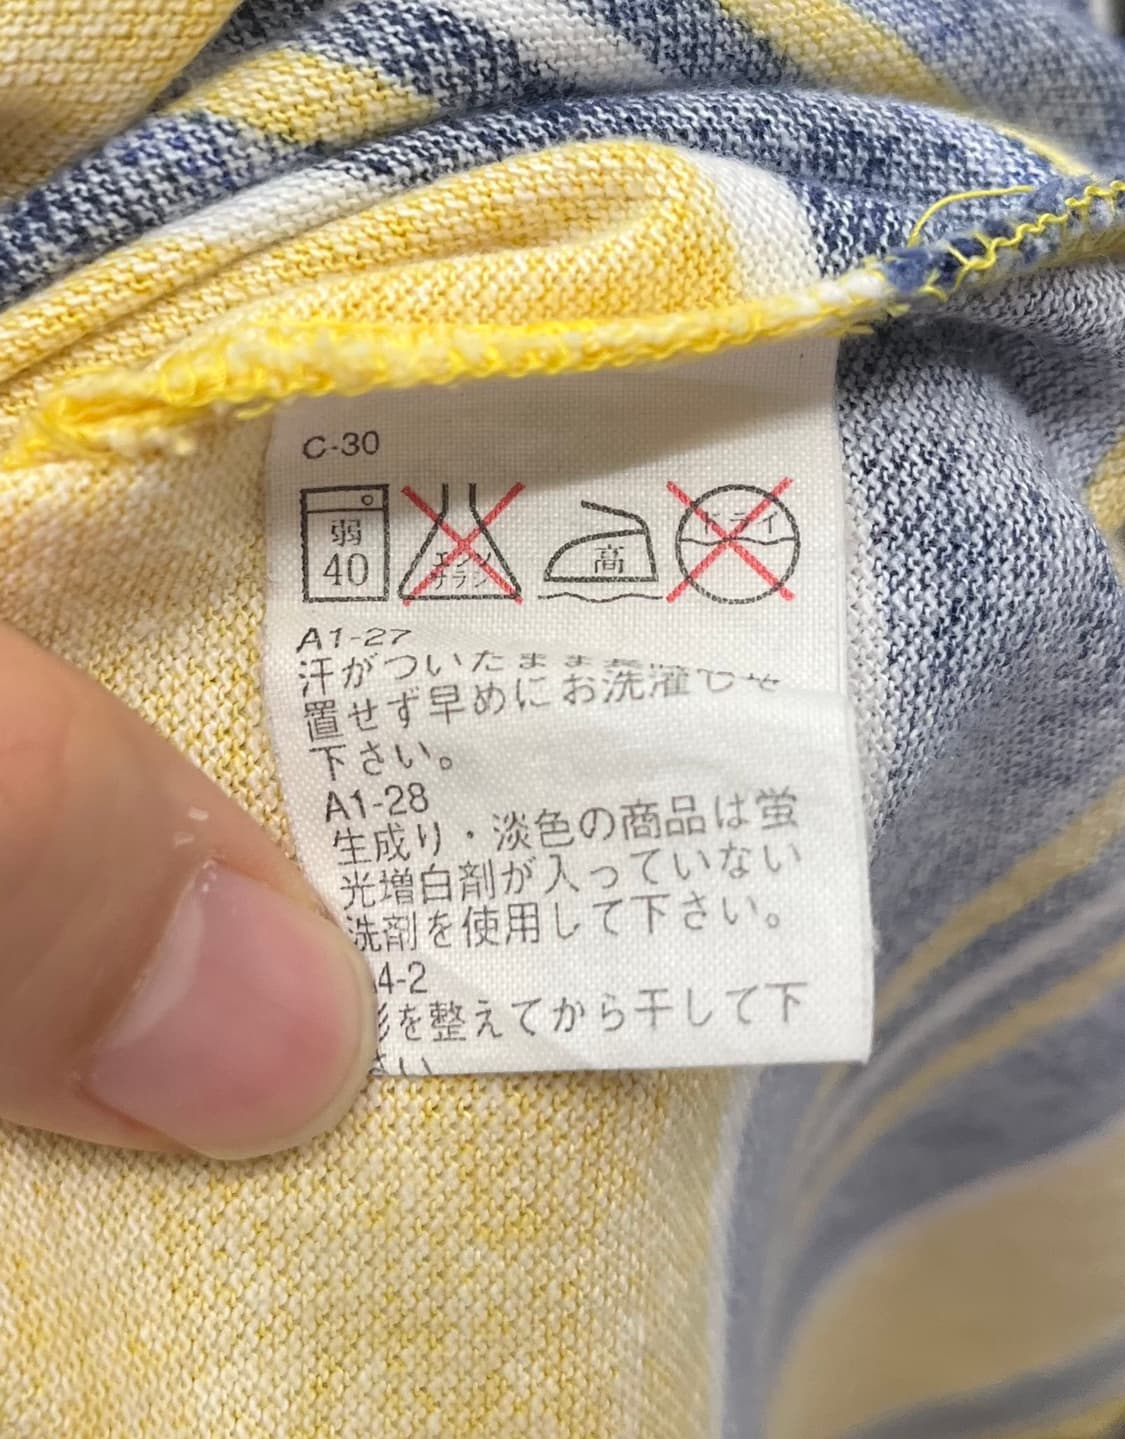 C-30
弱
40
エンソ
サラシ
高
ドライ
A1-27
汗がついたまま
置せず早めにお洗濯
下さい。
A1-28
生成り・淡色の商品は蛍
光増白剤が入っていない
洗剤を使用して下さい。
A4-2
形を整えてから干して下
さい